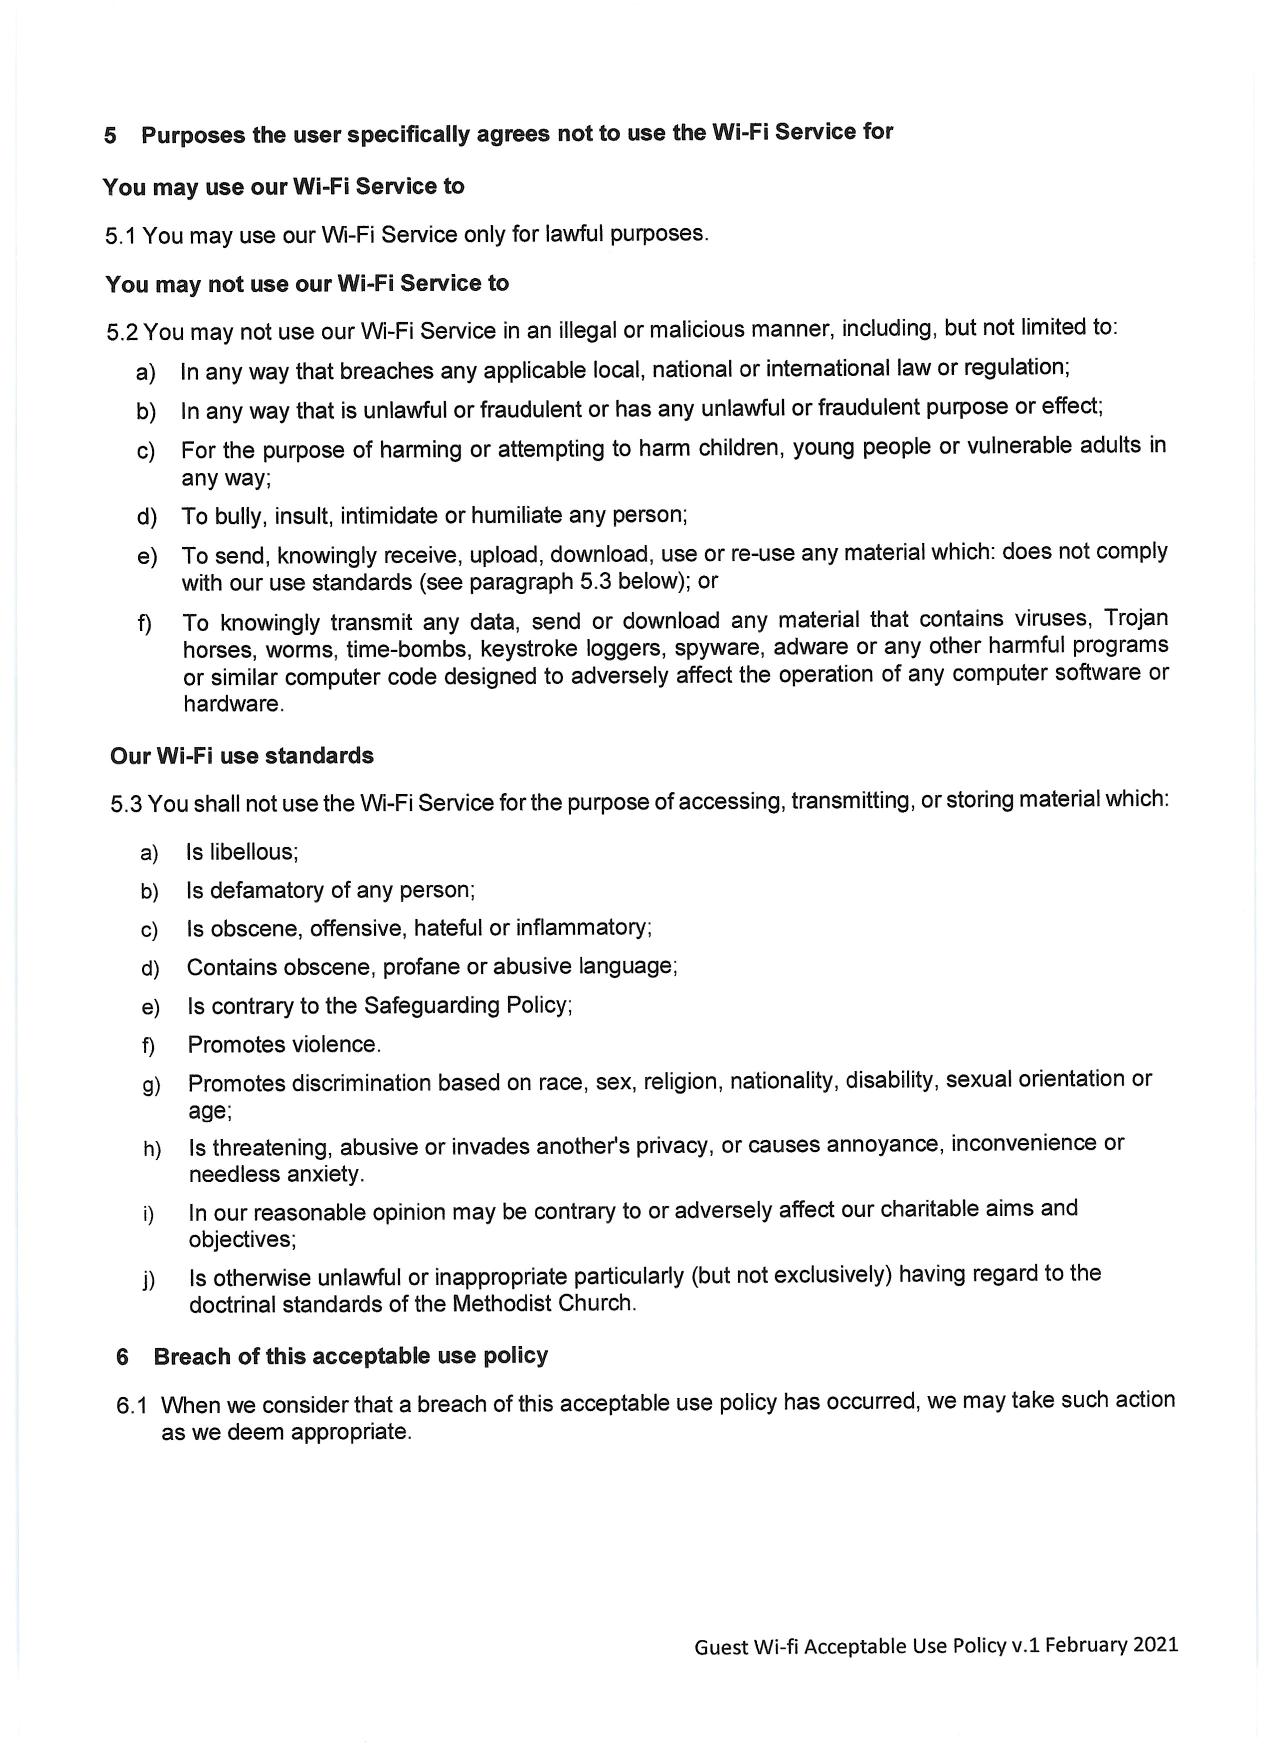 5 Purposes the user specifically agrees not to use the Wi-Fi Service for
You may use our Wi-Fi Service to
5.1 You may use our Wi-Fi Service only for lawful purposes.
You may not use our Wi-Fi Service to
5.2 You may not use our Wi-Fi Service in an illegal or malicious manner, including, but not limited to:
a) In any way that breaches any applicable local, national or international law or regulation;
b) In any way that is unlawful or fraudulent or has any unlawful or fraudulent purpose or effect;
c) For the purpose of harming or attempting to harm children, young people or vulnerable adults in
any way;
d) To bully, insult, intimidate or humiliate any person;
e) To send, knowingly receive, upload, download, use or re-use any material which: does not comply
with our use standards (see paragraph 5.3 below); or
f) To knowingly transmit any data, send or download any material that contains viruses, Trojan
horses, worms, time-bombs, keystroke loggers, spyware, adware or any other harmful programs
or similar computer code designed to adversely affect the operation of any computer software or
hardware.
Our Wi-Fi use standards
5.3 You shall not use the Wi-Fi Service for the purpose of accessing, transmitting, or storing material which:
a) Is libellous;
b) Is defamatory of any person;
c) Is obscene, offensive, hateful or inflammatory;
d) Contains obscene, profane or abusive language;
e) Is contrary to the Safeguarding Policy;
f) Promotes violence.
g) Promotes discrimination based on race, sex, religion, nationality, disability, sexual orientation or
age;
h) Is threatening, abusive or invades another's privacy, or causes annoyance, inconvenience or
needless anxiety.
i) In our reasonable opinion may be contrary to or adversely affect our charitable aims and
objectives;
j) Is otherwise unlawful or inappropriate particularly (but not exclusively) having regard to the
doctrinal standards of the Methodist Church.
6 Breach of this acceptable use policy
6.1 When we consider that a breach of this acceptable use policy has occurred, we may take such action
as we deem appropriate.
Guest Wi-fi Acceptable Use Policy v.1 February 2021